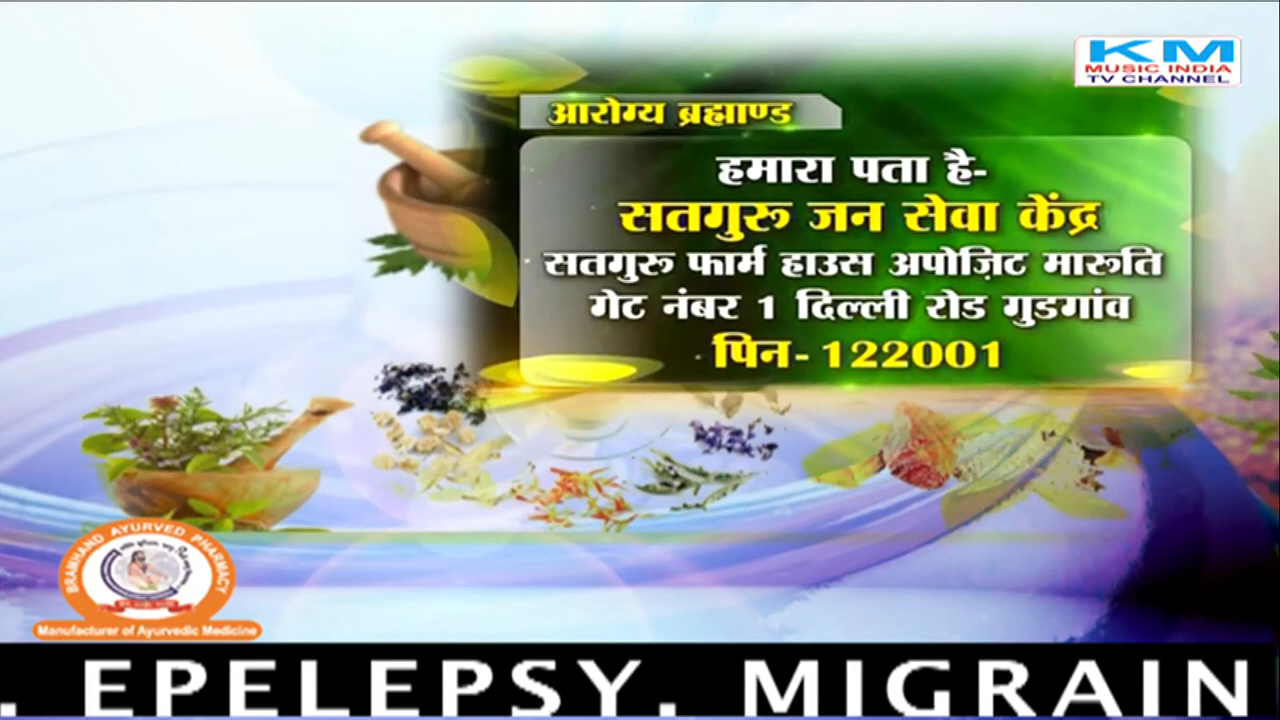 KM
MUSIC INDIA
TV CHANNEL
आरोग्य ब्रह्माण्ड
हमारा पता है-
सतगुरू जन सेवा केंद्र
सतगुरू फार्म हाउस अपोज़िट मारूति
गेट नंबर 1 दिल्ली रोड गुडगांव
पिन- 122001
BRAMHAND AYURVED PHARMACY
Manufacturer of Ayurvedic Medicine
. EPELEPSY, MIGRAIN